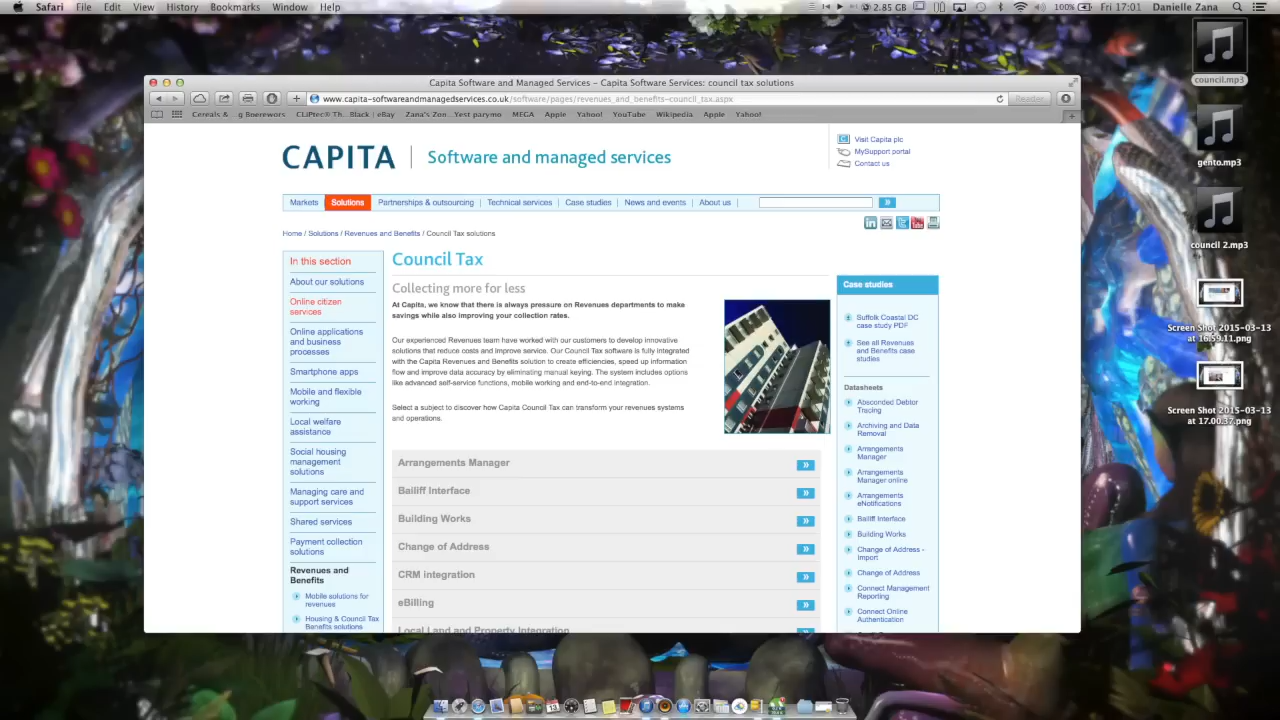 Safari File Edit View History Bookmarks Window Help
2.85 GB 100% Fri 17:01 Danielle Zana
Capita Software and Managed Services – Capita Software Services: council tax solutions
www.capita-softwareandmanagedservices.co.uk/software/pages/revenues_and_benefits-council_tax.aspx
Reader
Cereals & ...g Boerewors CLiPtec® Th...Black | eBay Zana's Zon...Yest parymo MEGA Apple Yahoo! YouTube Wikipedia Apple Yahoo!
CAPITA Software and managed services
Visit Capita plc
MySupport portal
Contact us
Markets Solutions Partnerships & outsourcing Technical services Case studies News and events About us
Home / Solutions / Revenues and Benefits / Council Tax solutions
In this section
About our solutions
Online citizen
services
Online applications
and business
processes
Smartphone apps
Mobile and flexible
working
Local welfare
assistance
Social housing
management
solutions
Managing care and
support services
Shared services
Payment collection
solutions
Revenues and
Benefits
Mobile solutions for
revenues
Housing & Council Tax
Benefits solutions
Council Tax
Collecting more for less
At Capita, we know that there is always pressure on Revenues departments to make
savings while also improving your collection rates.
Our experienced Revenues team have worked with our customers to develop innovative
solutions that reduce costs and improve service. Our Council Tax software is fully integrated
with the Capita Revenues and Benefits solution to create efficiencies, speed up information
flow and improve data accuracy by eliminating manual keying. The system includes options
like advanced self-service functions, mobile working and end-to-end integration.
Select a subject to discover how Capita Council Tax can transform your revenues systems
and operations.
Arrangements Manager
Bailiff Interface
Building Works
Change of Address
CRM integration
eBilling
Local Land and Property Integration
Case studies
Suffolk Coastal DC
case study PDF
See all Revenues
and Benefits case
studies
Datasheets
Absconded Debtor
Tracing
Archiving and Data
Removal
Arrangements
Manager
Arrangements
Manager online
Arrangements
eNotifications
Bailiff Interface
Building Works
Change of Address -
Import
Change of Address
Connect Management
Reporting
Connect Online
Authentication
council.mp3
gento.mp3
council 2.mp3
Screen Shot 2015-03-13
at 16.59.11.png
Screen Shot 2015-03-13
at 17.00.37.png